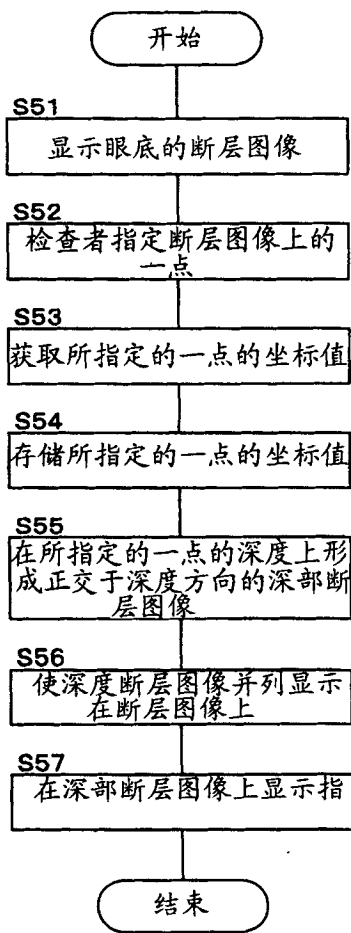 开始
S51
显示眼底的断层图像
S52
检查者指定断层图像上的
一点
S53
获取所指定的一点的坐标值
S54
存储所指定的一点的坐标值
S55
在所指定的一点的深度上形
成正交于深度方向的深部断
层图像
S56
使深度断层图像并列显示
在断层图像上
S57
在深部断层图像上显示指
结束